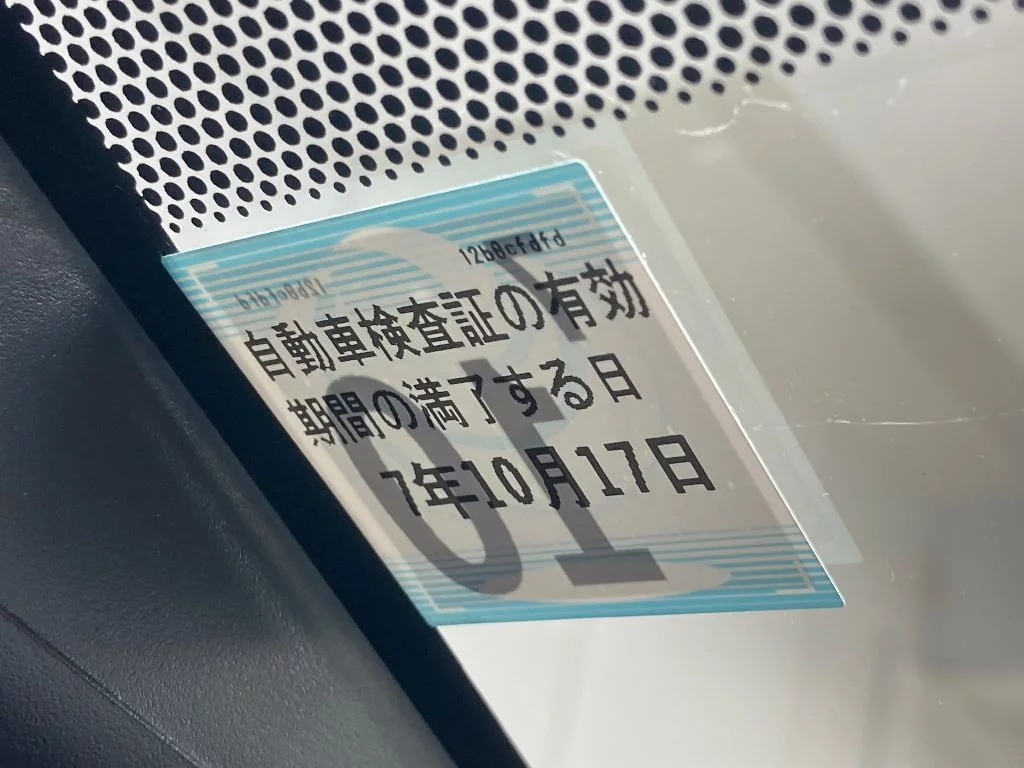 12b0cfdfd
自動車検査証の有効
期間の満了する日
7年10月17日